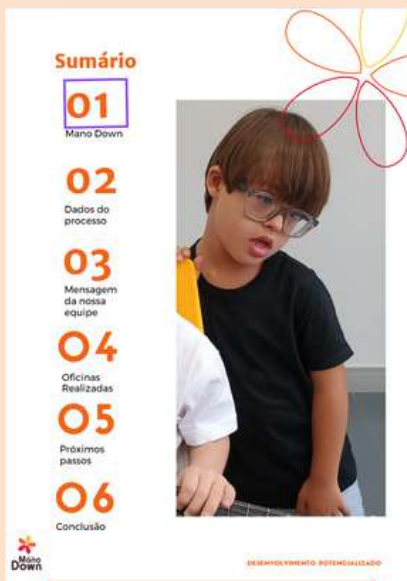 Sumário
01
Mano Down
02
Dados do
processo
03
Mensagem
da nossa
equipe
04
Oficinas
Realizadas
05
Próximos
passos
06
Conclusão
Mano
Down
DESENVOLVIMENTO POTENCIALIZADO